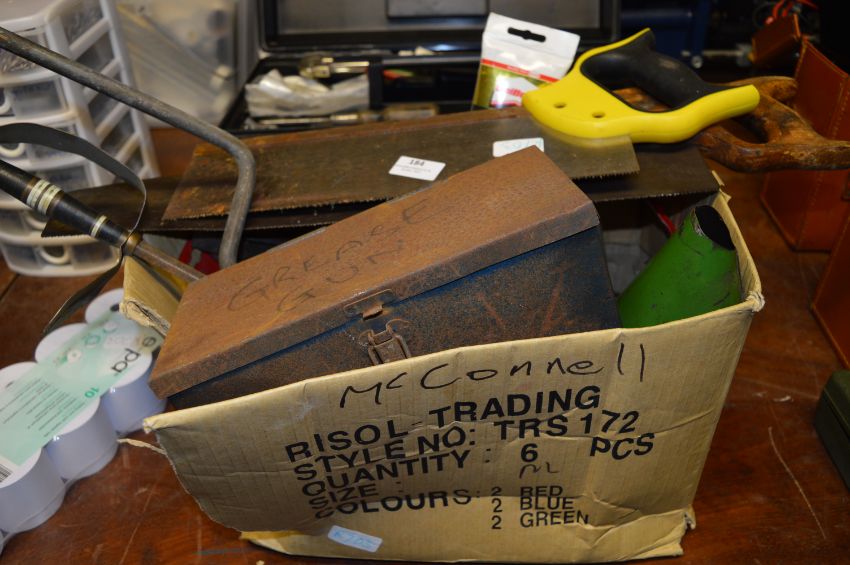 184
GREASE
GUN
McConnell
RISOL-TRADING
STYLE NO: TRS 172
QUANTITY : 6 PCS
SIZE :
COLOURS: 2 RED
2 BLUE
2 GREEN
10